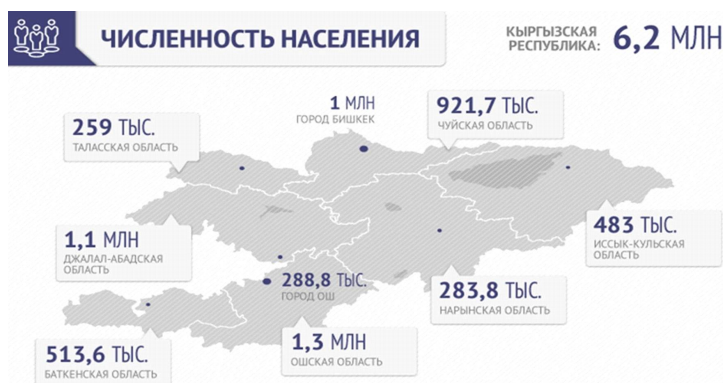 ЧИСЛЕННОСТЬ НАСЕЛЕНИЯ
КЫРГЫЗСКАЯ
РЕСПУБЛИКА:
6,2 МЛН
1 МЛН
ГОРОД БИШКЕК
921,7 ТЫС.
ЧУЙСКАЯ ОБЛАСТЬ
259 ТЫС.
ТАЛАССКАЯ ОБЛАСТЬ
1,1 МЛН
ДЖАЛАЛ-АБАДСКАЯ
ОБЛАСТЬ
483 ТЫС.
ИССЫК-КУЛЬСКАЯ
ОБЛАСТЬ
288,8 ТЫС.
ГОРОД ОШ
283,8 ТЫС.
НАРЫНСКАЯ ОБЛАСТЬ
1,3 МЛН
ОШСКАЯ ОБЛАСТЬ
513,6 ТЫС.
БАТКЕНСКАЯ ОБЛАСТЬ